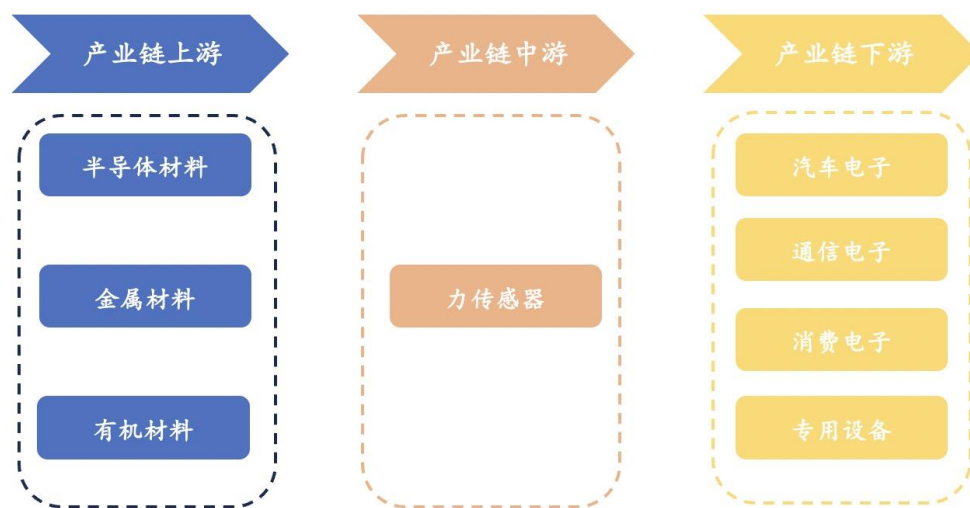 产业链上游
产业链中游
产业链下游
半导体材料
金属材料
有机材料
力传感器
汽车电子
通信电子
消费电子
专用设备